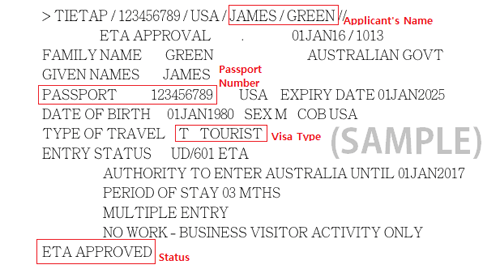 > TIETAP / 123456789 / USA / JAMES / GREEN // Applicant's Name
ETA APPROVAL . 01JAN16 / 1013
FAMILY NAME GREEN AUSTRALIAN GOVT
GIVEN NAMES JAMES Passport Number
PASSPORT 123456789 USA EXPIRY DATE 01JAN2025
DATE OF BIRTH 01JAN1980 SEX M COB USA
TYPE OF TRAVEL T TOURIST Visa Type (SAMPLE)
ENTRY STATUS UD/601 ETA
AUTHORITY TO ENTER AUSTRALIA UNTIL 01JAN2017
PERIOD OF STAY 03 MTHS
MULTIPLE ENTRY
NO WORK - BUSINESS VISITOR ACTIVITY ONLY
ETA APPROVED Status